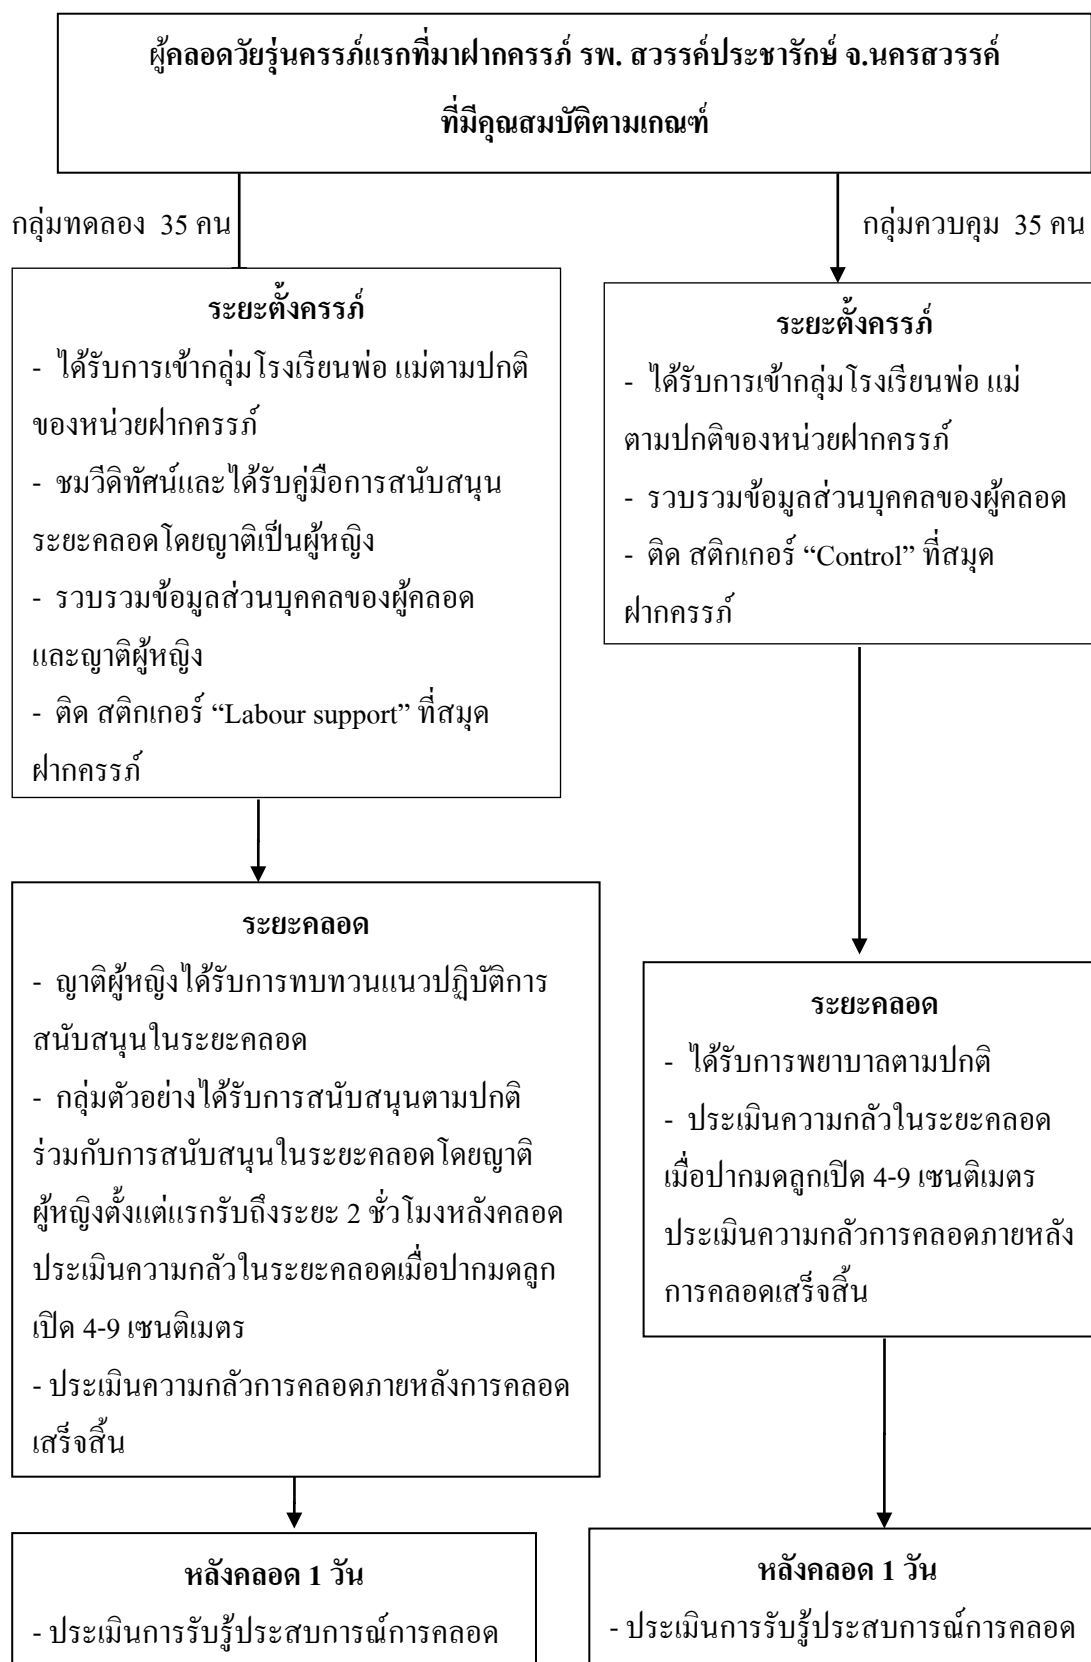 ผู้คลอดวัยรุ่นครรภ์แรกที่มาฝากครรภ์ รพ. สวรรค์ประชารักษ์ จ.นครสวรรค์
ที่มีคุณสมบัติตามเกณฑ์
กลุ่มทดลอง 35 คน
กลุ่มควบคุม 35 คน
ระยะตั้งครรภ์
- ได้รับการเข้ากลุ่มโรงเรียนพ่อ แม่ตามปกติ
ของหน่วยฝากครรภ์
- ชมวีดิทัศน์และได้รับคู่มือการสนับสนุน
ระยะคลอดโดยญาติเป็นผู้หญิง
- รวบรวมข้อมูลส่วนบุคคลของผู้คลอด
และญาติผู้หญิง
- ติด สติกเกอร์ “Labour support” ที่สมุด
ฝากครรภ์
ระยะตั้งครรภ์
- ได้รับการเข้ากลุ่มโรงเรียนพ่อ แม่
ตามปกติของหน่วยฝากครรภ์
- รวบรวมข้อมูลส่วนบุคคลของผู้คลอด
- ติด สติกเกอร์ “Control” ที่สมุด
ฝากครรภ์
ระยะคลอด
- ญาติผู้หญิงได้รับการทบทวนแนวปฏิบัติการ
สนับสนุนในระยะคลอด
- กลุ่มตัวอย่างได้รับการสนับสนุนตามปกติ
ร่วมกับการสนับสนุนในระยะคลอดโดยญาติ
ผู้หญิงตั้งแต่แรกรับถึงระยะ 2 ชั่วโมงหลังคลอด
ประเมินความกลัวในระยะคลอดเมื่อปากมดลูก
เปิด 4-9 เซนติเมตร
- ประเมินความกลัวการคลอดภายหลังการคลอด
เสร็จสิ้น
ระยะคลอด
- ได้รับการพยาบาลตามปกติ
- ประเมินความกลัวในระยะคลอด
เมื่อปากมดลูกเปิด 4-9 เซนติเมตร
ประเมินความกลัวการคลอดภายหลัง
การคลอดเสร็จสิ้น
หลังคลอด 1 วัน
- ประเมินการรับรู้ประสบการณ์การคลอด
หลังคลอด 1 วัน
- ประเมินการรับรู้ประสบการณ์การคลอด